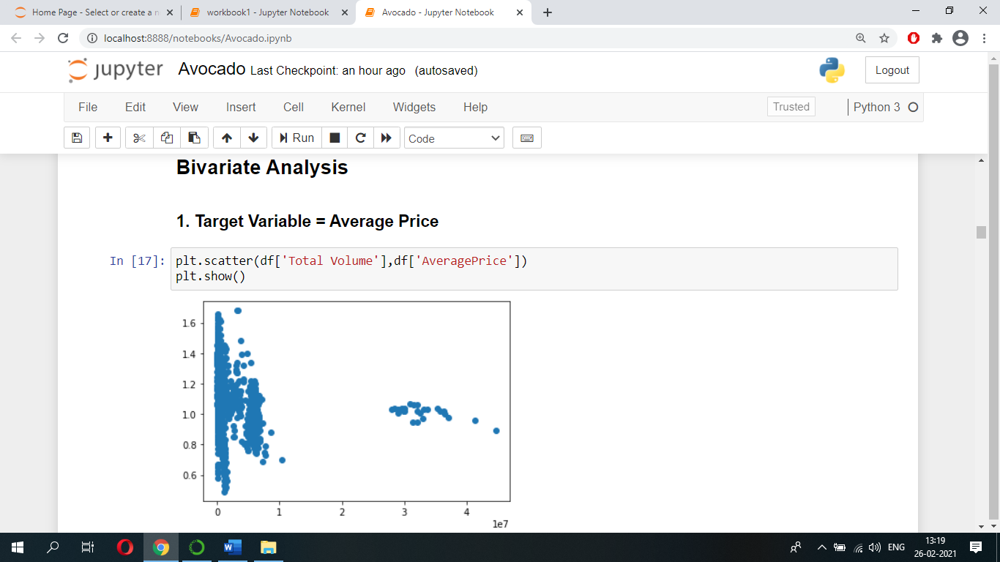 Home Page - Select or create a n
workbook1 - Jupyter Notebook
Avocado - Jupyter Notebook
localhost:8888/notebooks/Avocado.ipynb
jupyter Avocado Last Checkpoint: an hour ago (autosaved)
Logout
File Edit View Insert Cell Kernel Widgets Help
Trusted
Python 3
Run
Code
Bivariate Analysis
1. Target Variable = Average Price
In [17]: plt.scatter(df['Total Volume'],df['AveragePrice'])
plt.show()
1.6
1.4
1.2
1.0
0.8
0.6
0 1 2 3 4
1e7
W
ENG
13:19
26-02-2021